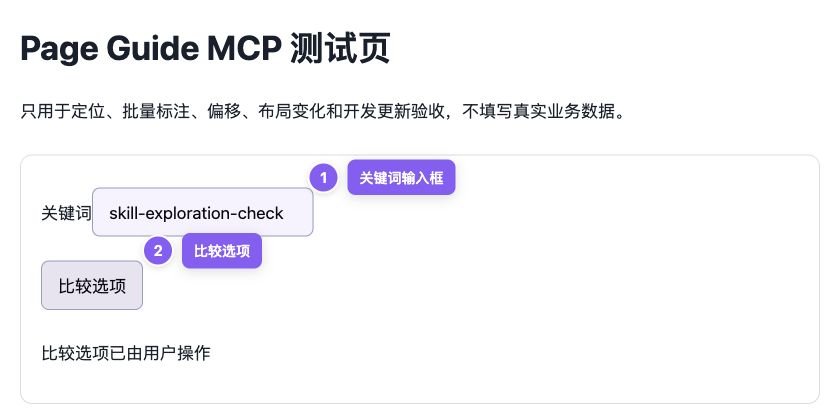 Page Guide MCP 测试页
只用于定位、批量标注、偏移、布局变化和开发更新验收，不填写真实业务数据。
1 关键词输入框
关键词 skill-exploration-check
2 比较选项
比较选项
比较选项已由用户操作